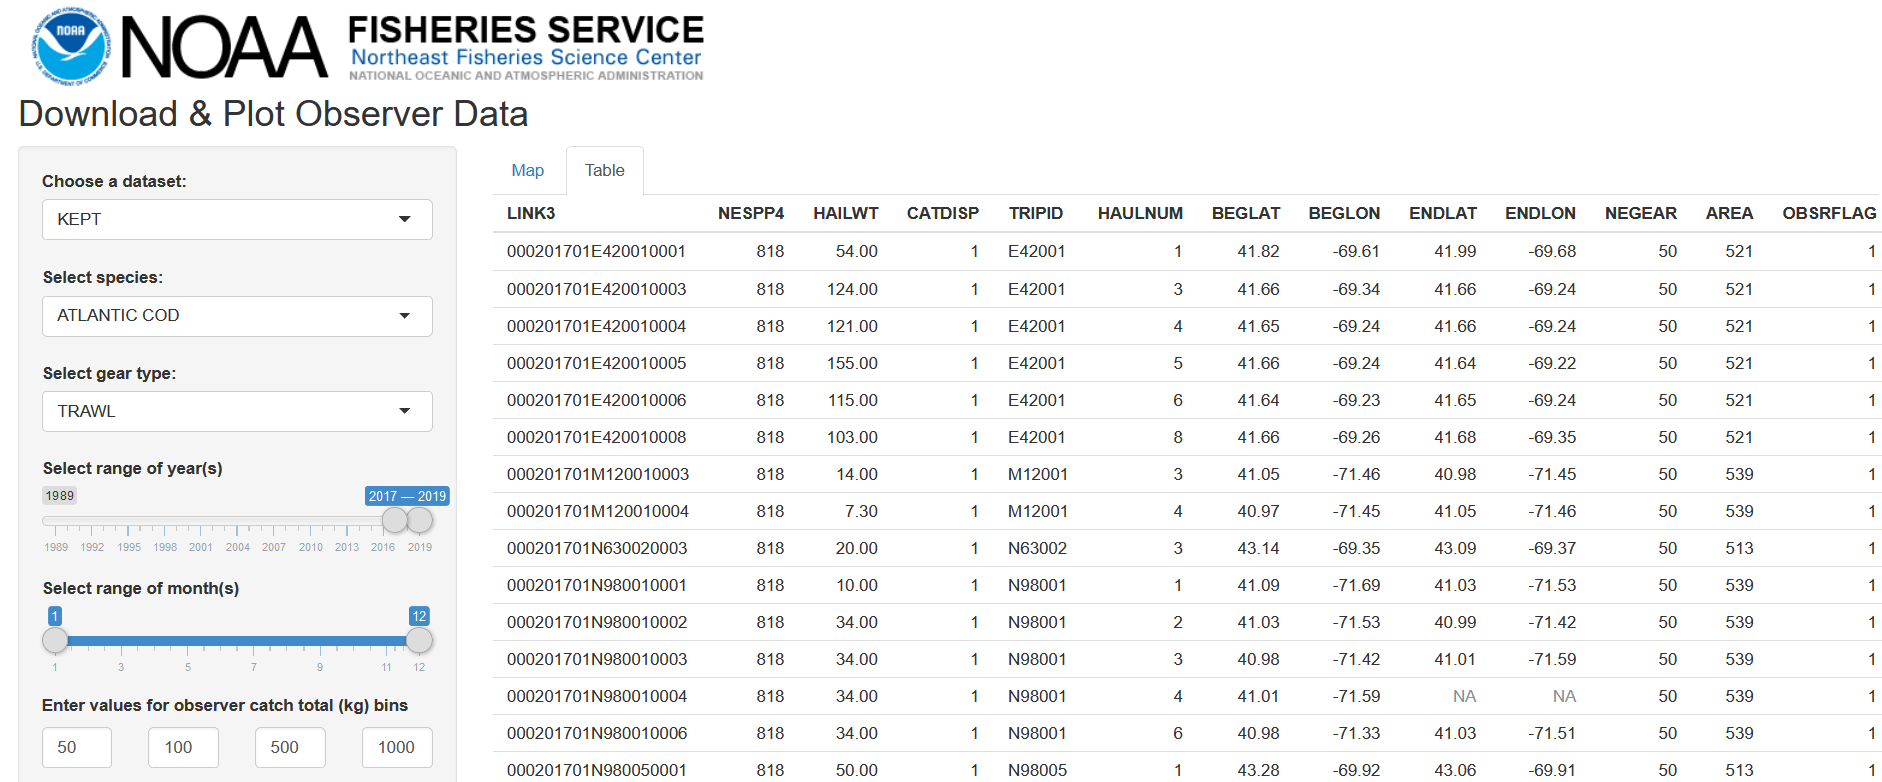 NOAA FISHERIES SERVICE
Northeast Fisheries Science Center
NATIONAL OCEANIC AND ATMOSPHERIC ADMINISTRATION
Download & Plot Observer Data
Choose a dataset:
KEPT
Select species:
ATLANTIC COD
Select gear type:
TRAWL
Select range of year(s)
1989 2017 — 2019
1989 1992 1995 1998 2001 2004 2007 2010 2013 2016 2019
Select range of month(s)
1 12
1 3 5 7 9 11 12
Enter values for observer catch total (kg) bins
50 100 500 1000
Map Table
LINK3 NESPP4 HAILWT CATDISP TRIPID HAULNUM BEGLAT BEGLON ENDLAT ENDLON NEGEAR AREA OBSRFLAG
000201701E420010001 818 54.00 1 E42001 1 41.82 -69.61 41.99 -69.68 50 521 1
000201701E420010003 818 124.00 1 E42001 3 41.66 -69.34 41.66 -69.24 50 521 1
000201701E420010004 818 121.00 1 E42001 4 41.65 -69.24 41.66 -69.24 50 521 1
000201701E420010005 818 155.00 1 E42001 5 41.66 -69.24 41.64 -69.22 50 521 1
000201701E420010006 818 115.00 1 E42001 6 41.64 -69.23 41.65 -69.24 50 521 1
000201701E420010008 818 103.00 1 E42001 8 41.66 -69.26 41.68 -69.35 50 521 1
000201701M120010003 818 14.00 1 M12001 3 41.05 -71.46 40.98 -71.45 50 539 1
000201701M120010004 818 7.30 1 M12001 4 40.97 -71.45 41.05 -71.46 50 539 1
000201701N630020003 818 20.00 1 N63002 3 43.14 -69.35 43.09 -69.37 50 513 1
000201701N980010001 818 10.00 1 N98001 1 41.09 -71.69 41.03 -71.53 50 539 1
000201701N980010002 818 34.00 1 N98001 2 41.03 -71.53 40.99 -71.42 50 539 1
000201701N980010003 818 34.00 1 N98001 3 40.98 -71.42 41.01 -71.59 50 539 1
000201701N980010004 818 34.00 1 N98001 4 41.01 -71.59 NA NA 50 539 1
000201701N980010006 818 34.00 1 N98001 6 40.98 -71.33 41.03 -71.51 50 539 1
000201701N980050001 818 50.00 1 N98005 1 43.28 -69.92 43.06 -69.91 50 513 1